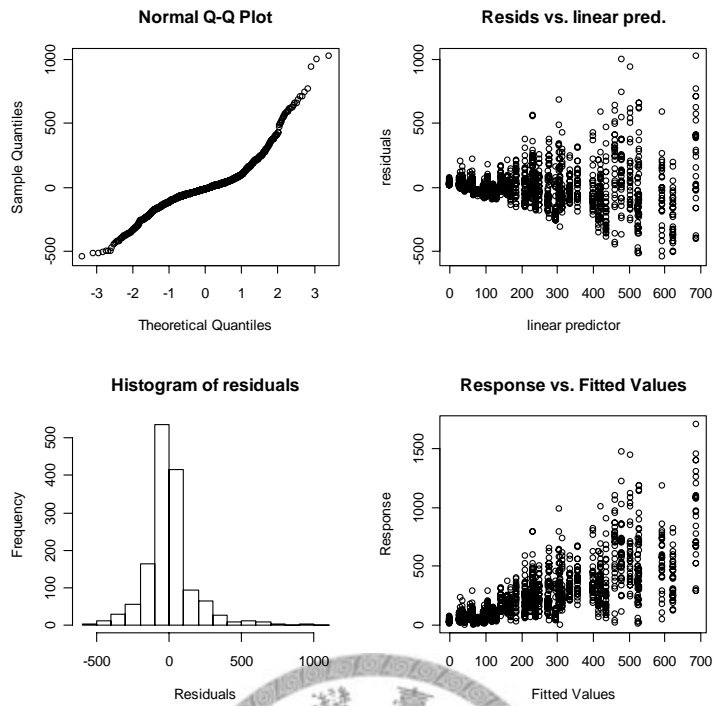 Normal Q-Q Plot
Sample Quantiles
1000
500
0
-500
-3 -2 -1 0 1 2 3
Theoretical Quantiles
Resids vs. linear pred.
residuals
1000
500
0
-500
0 100 200 300 400 500 600 700
linear predictor
Histogram of residuals
Frequency
500
400
300
200
100
0
-500 0 500 1000
Residuals
Response vs. Fitted Values
Response
1500
1000
500
0
0 100 200 300 400 500 600 700
Fitted Values